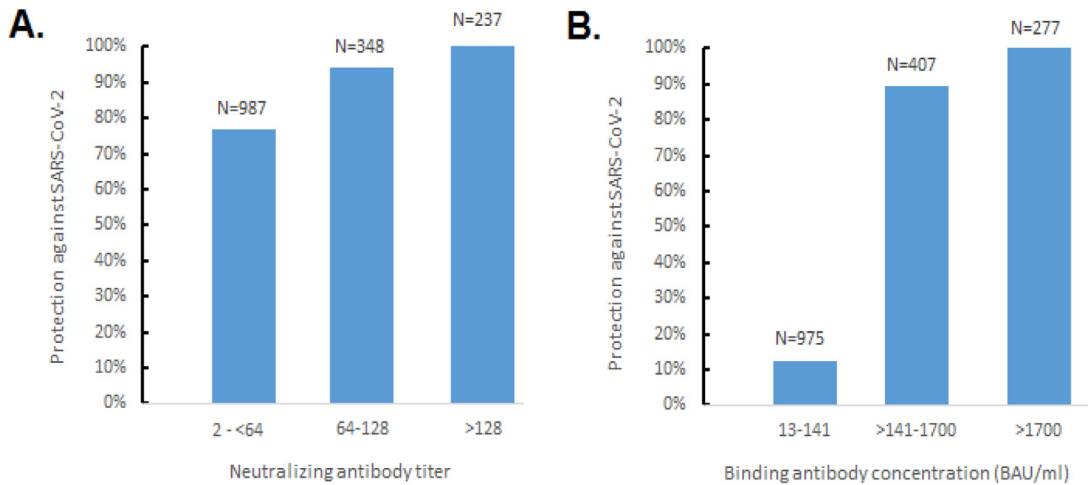 A.
Protection against SARS-CoV-2
100%
90%
80%
70%
60%
50%
40%
30%
20%
10%
0%
N=987
N=348
N=237
2 - <64
64-128
>128
Neutralizing antibody titer
B.
Protection against SARS-CoV-2
100%
90%
80%
70%
60%
50%
40%
30%
20%
10%
0%
N=975
N=407
N=277
13-141
>141-1700
>1700
Binding antibody concentration (BAU/ml)